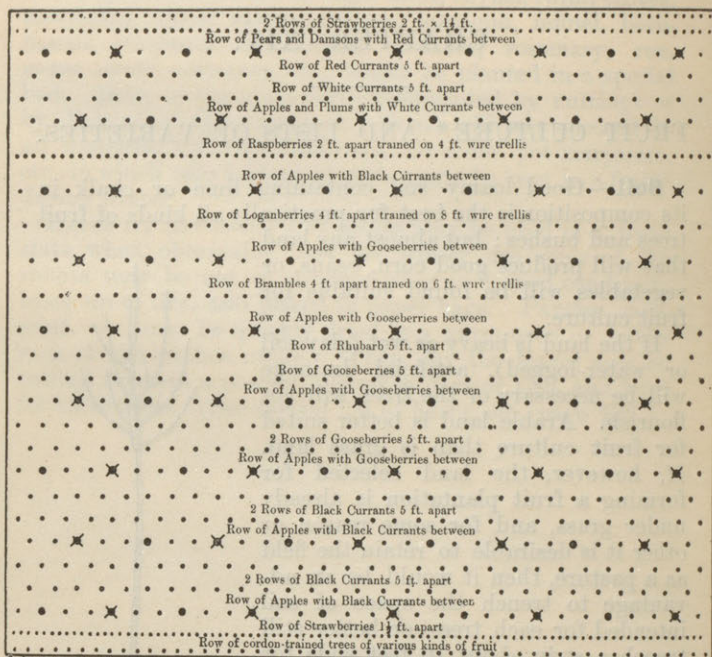 2 Rows of Strawberries 2 ft. × 1½ ft.
Row of Pears and Damsons with Red Currants between
Row of Red Currants 5 ft. apart
Row of White Currants 5 ft. apart
Row of Apples and Plums with White Currants between
Row of Raspberries 2 ft. apart trained on 4 ft. wire trellis
Row of Apples with Black Currants between
Row of Loganberries 4 ft. apart trained on 8 ft. wire trellis
Row of Apples with Gooseberries between
Row of Brambles 4 ft. apart trained on 6 ft. wire trellis
Row of Apples with Gooseberries between
Row of Rhubarb 5 ft. apart
Row of Gooseberries 5 ft. apart
Row of Apples with Gooseberries between
2 Rows of Gooseberries 5 ft. apart
Row of Apples with Gooseberries between
2 Rows of Black Currants 5 ft. apart
Row of Apples with Black Currants between
2 Rows of Black Currants 5 ft. apart
Row of Apples with Black Currants between
Row of Strawberries 1½ ft. apart
Row of cordon-trained trees of various kinds of fruit